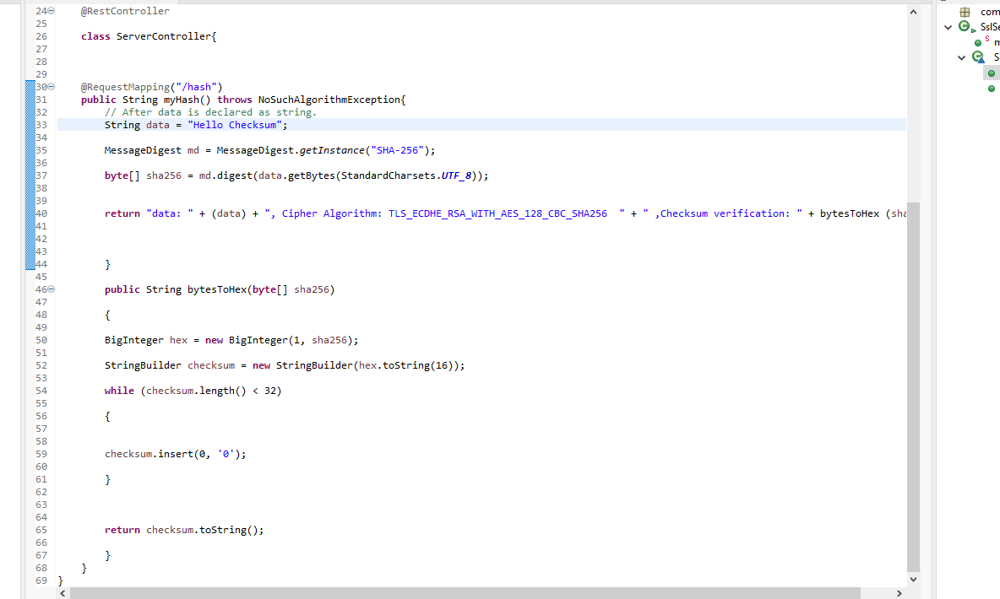 24 @RestController
25
26 class ServerController{
27
28
29
30 @RequestMapping("/hash")
31 public String myHash() throws NoSuchAlgorithmException{
32 // After data is declared as string.
33 String data = "Hello Checksum";
34
35 MessageDigest md = MessageDigest.getInstance("SHA-256");
36
37 byte[] sha256 = md.digest(data.getBytes(StandardCharsets.UTF_8));
38
39
40 return "data: " + (data) + ", Cipher Algorithm: TLS_ECDHE_RSA_WITH_AES_128_CBC_SHA256  " + " ,Checksum verification: " + bytesToHex (sha
41
42
43
44 }
45
46 public String bytesToHex(byte[] sha256)
47
48 {
49
50 BigInteger hex = new BigInteger(1, sha256);
51
52 StringBuilder checksum = new StringBuilder(hex.toString(16));
53
54 while (checksum.length() < 32)
55
56 {
57
58
59 checksum.insert(0, '0');
60
61 }
62
63
64
65 return checksum.toString();
66
67 }
68 }
69 }
com
SslSe
S m
S